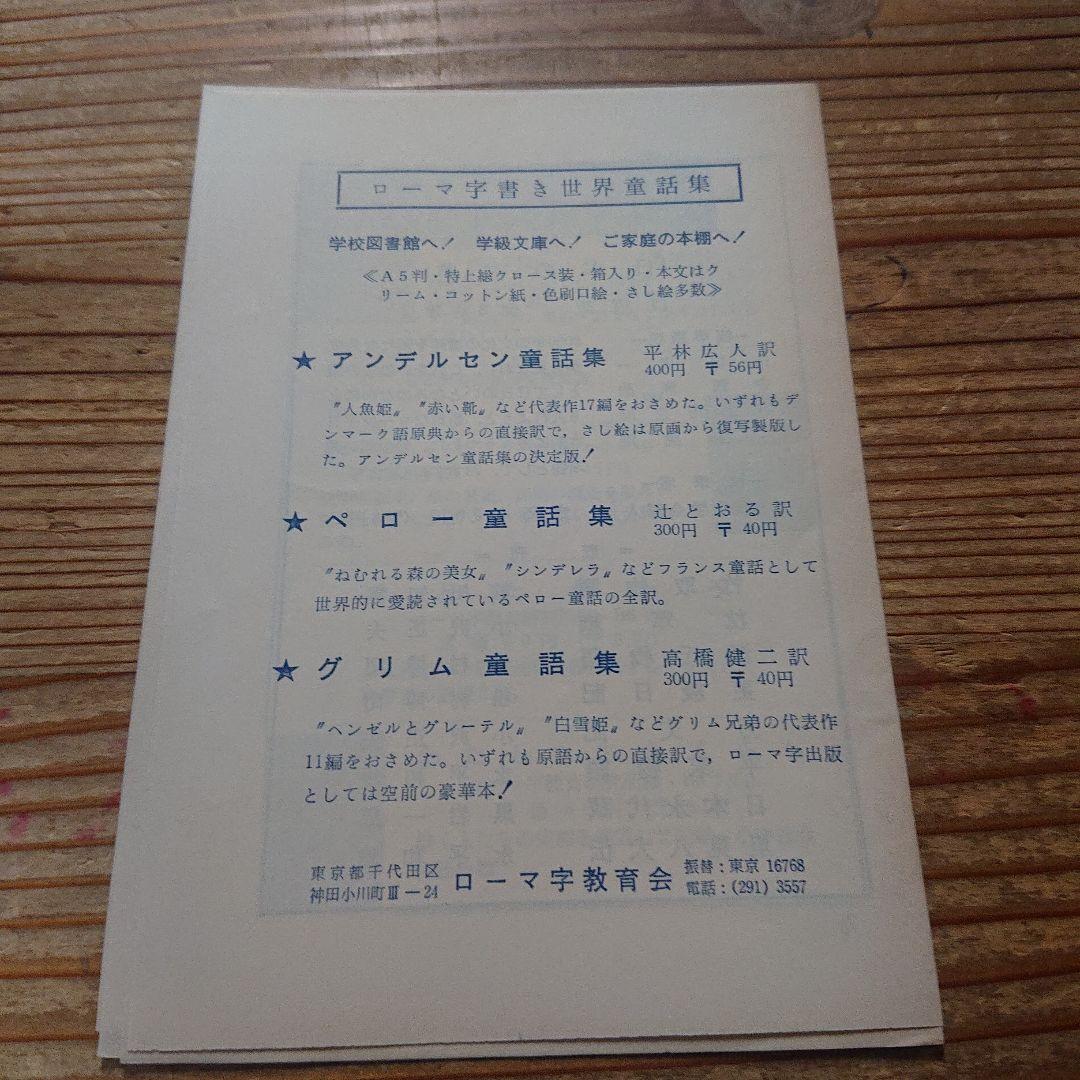 ローマ字書き世界童話集
学校図書館へ! 学級文庫へ! ご家庭の本棚へ!
≪A5判・特上総クロース装・箱入り・本文はク
リーム・コットン紙・色刷口絵・さし絵多数≫
★ アンデルセン童話集 平林広人訳
400円 〒 56円
〝人魚姫〟〝赤い靴〟など代表作17編をおさめた。いずれもデ
ンマーク語原典からの直接訳で，さし絵は原画から復写製版し
た。アンデルセン童話集の決定版!
★ ペロー童話集 辻とおる訳
300円 〒 40円
〝ねむれる森の美女〟〝シンデレラ〟などフランス童話として
世界的に愛読されているペロー童話の全訳。
★ グリム童語集 高橋健二訳
300円 〒 40円
〝ヘンゼルとグレーテル〟〝白雪姫〟などグリム兄弟の代表作
11編をおさめた。いずれも原語からの直接訳で，ローマ字出版
としては空前の豪華本!
東京都千代田区
神田小川町Ⅲ－24
ローマ字教育会
振替：東京 16768
電話：(291) 3557